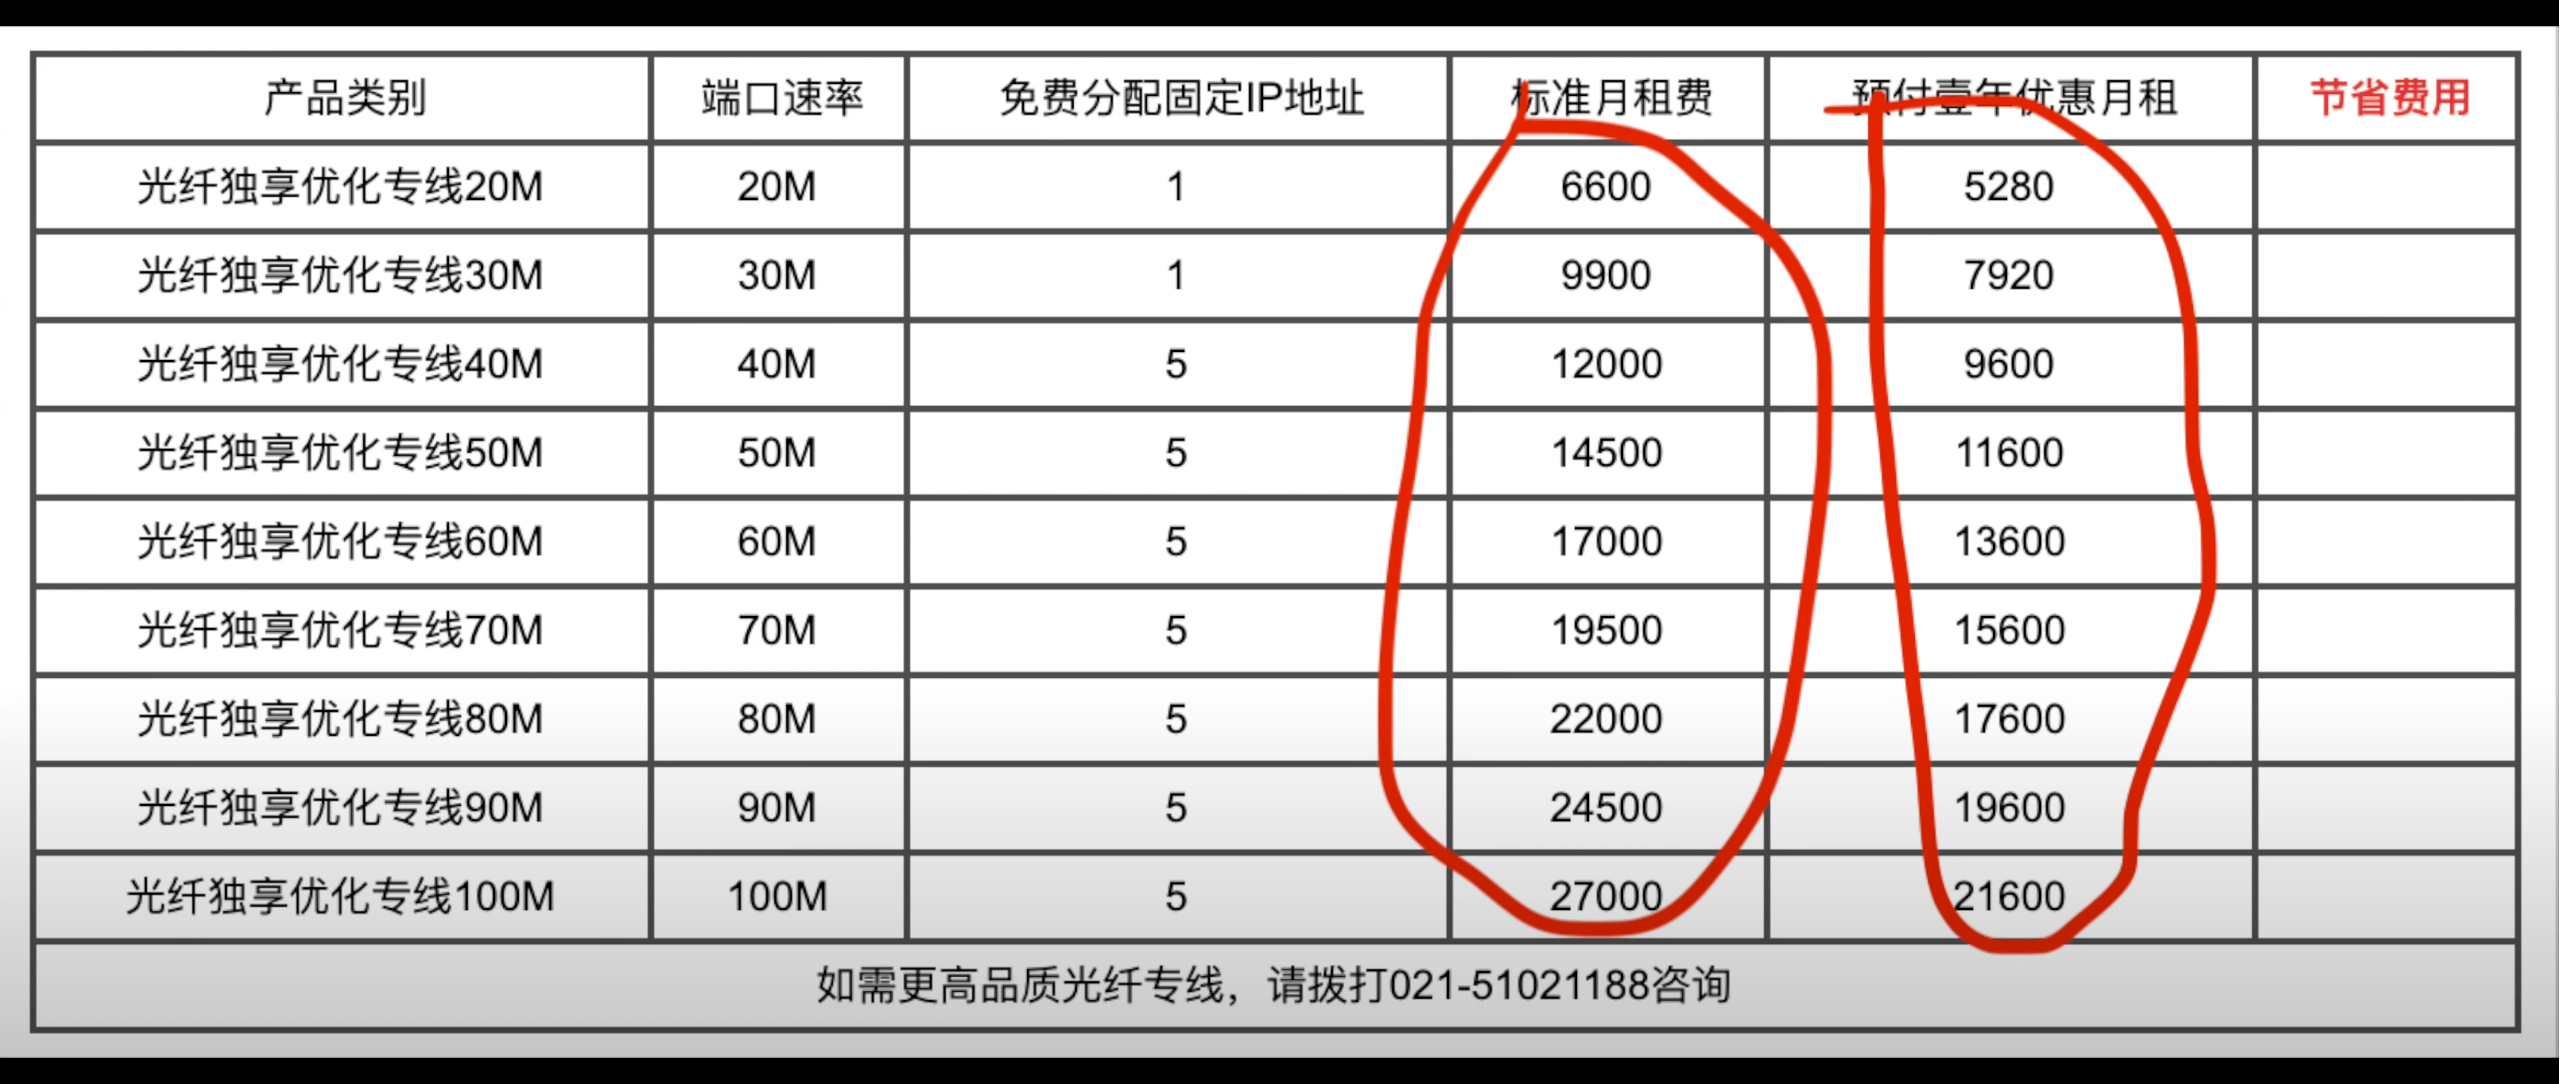 产品类别 端口速率 免费分配固定IP地址 标准月租费 预付壹年优惠月租 节省费用
光纤独享优化专线20M 20M 1 6600 5280
光纤独享优化专线30M 30M 1 9900 7920
光纤独享优化专线40M 40M 5 12000 9600
光纤独享优化专线50M 50M 5 14500 11600
光纤独享优化专线60M 60M 5 17000 13600
光纤独享优化专线70M 70M 5 19500 15600
光纤独享优化专线80M 80M 5 22000 17600
光纤独享优化专线90M 90M 5 24500 19600
光纤独享优化专线100M 100M 5 27000 21600
如需更高品质光纤专线，请拨打021-51021188咨询